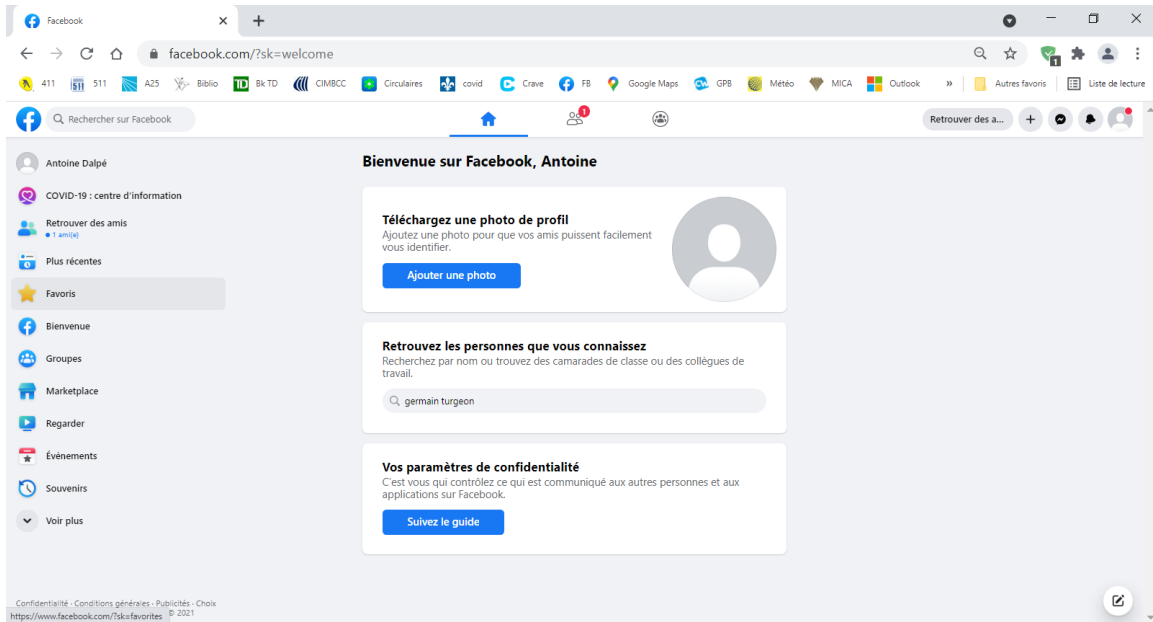 Facebook
facebook.com/?sk=welcome
1
411 511 A25 Biblio TD Bk TD CIMBCC Circulaires covid Crave FB Google Maps GPB Météo MICA Outlook » Autres favoris Liste de lecture
Rechercher sur Facebook
1
Retrouver des a...
Antoine Dalpé
COVID-19 : centre d'information
Retrouver des amis
1 ami(e)
Plus récentes
Favoris
Bienvenue
Groupes
Marketplace
Regarder
Événements
Souvenirs
Voir plus
Bienvenue sur Facebook, Antoine
Téléchargez une photo de profil
Ajoutez une photo pour que vos amis puissent facilement
vous identifier.
Ajouter une photo
Retrouvez les personnes que vous connaissez
Recherchez par nom ou trouvez des camarades de classe ou des collègues de
travail.
germain turgeon
Vos paramètres de confidentialité
C'est vous qui contrôlez ce qui est communiqué aux autres personnes et aux
applications sur Facebook.
Suivez le guide
Confidentialité · Conditions générales · Publicités · Choix
https://www.facebook.com/?sk=favorites © 2021